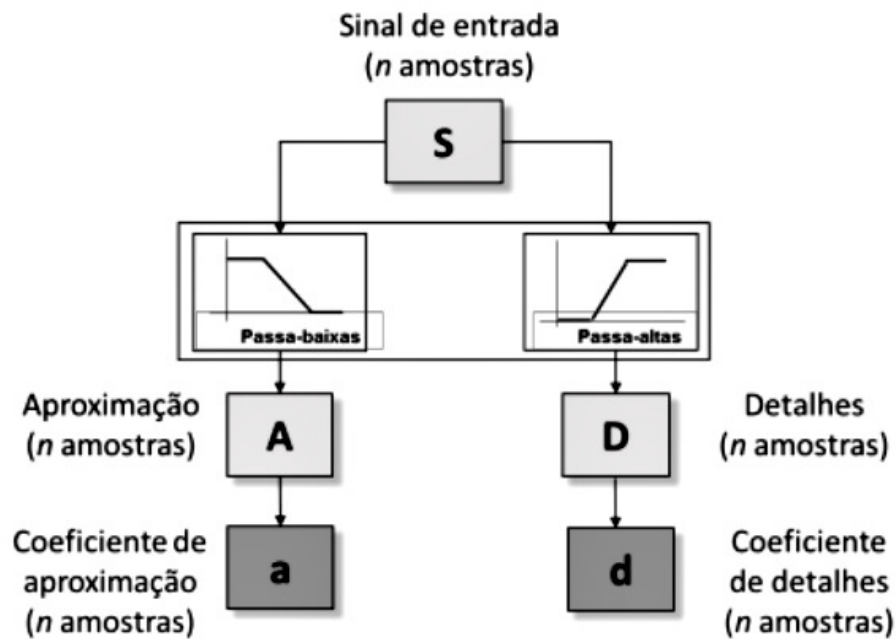 Sinal de entrada
(n amostras)
S
Passa-baixas
Passa-altas
Aproximação
(n amostras)
A
D
Detalhes
(n amostras)
Coeficiente de
aproximação
(n amostras)
a
d
Coeficiente
de detalhes
(n amostras)